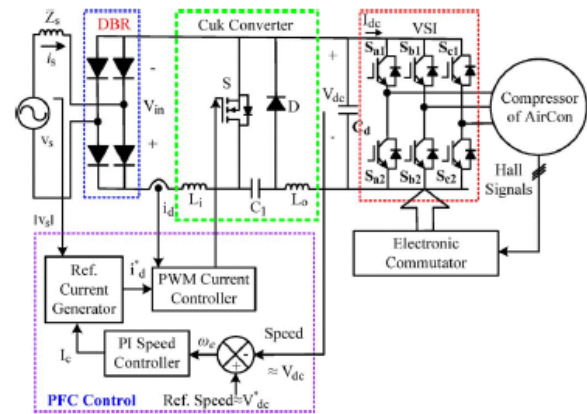 Z_s
i_s
v_s
DBR
-
V_in
+
Cuk Converter
S
D
L_i
C_1
L_o
i_d
+
V_dc
C_d
-
I_dc
VSI
S_a1
S_b1
S_c1
S_a2
S_b2
S_c2
Compressor
of AirCon
Hall
Signals
Electronic
Commutator
|v_s|
Ref.
Current
Generator
i*_d
PWM Current
Controller
I_c
PI Speed
Controller
ω_e
-
+
Speed
≈ V_dc
Ref. Speed≈V*_dc
PFC Control